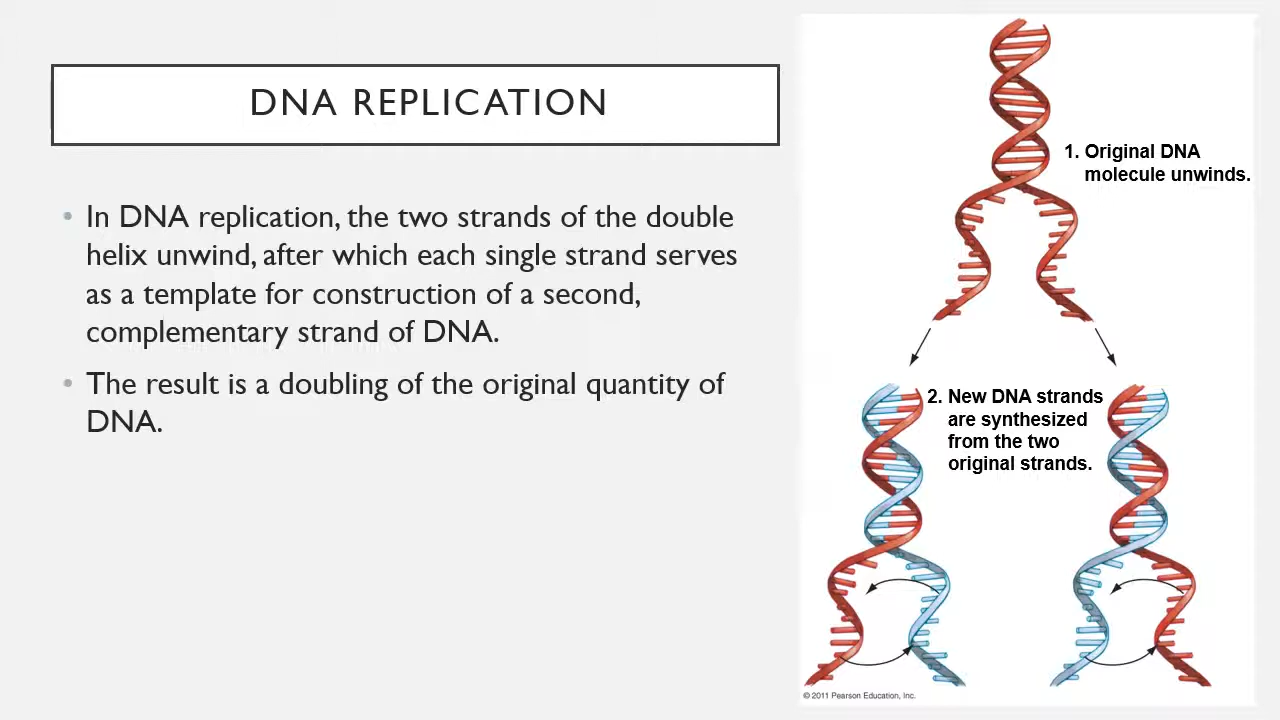 DNA REPLICATION
• In DNA replication, the two strands of the double
helix unwind, after which each single strand serves
as a template for construction of a second,
complementary strand of DNA.
• The result is a doubling of the original quantity of
DNA.
1. Original DNA
molecule unwinds.
2. New DNA strands
are synthesized
from the two
original strands.
© 2011 Pearson Education, Inc.